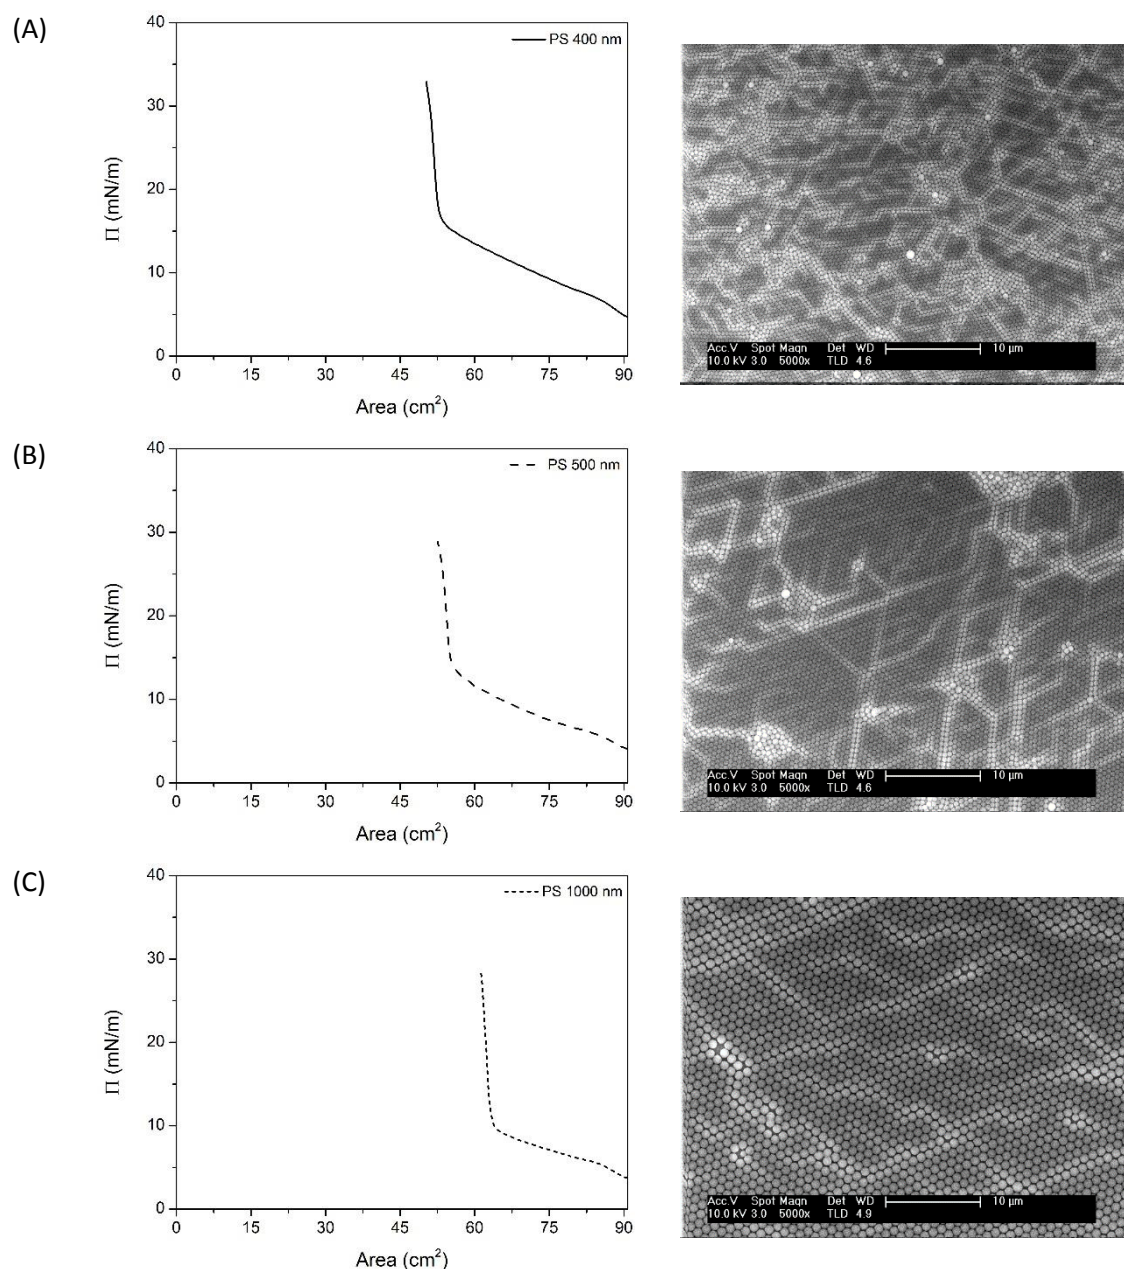 (A)
40
30
20
10
0
Π (mN/m)
PS 400 nm
0 15 30 45 60 75 90
Area (cm²)
Acc.V Spot Magn Det WD 10 µm
10.0 kV 3.0 5000x TLD 4.6
(B)
40
30
20
10
0
Π (mN/m)
PS 500 nm
0 15 30 45 60 75 90
Area (cm²)
Acc.V Spot Magn Det WD 10 µm
10.0 kV 3.0 5000x TLD 4.6
(C)
40
30
20
10
0
Π (mN/m)
PS 1000 nm
0 15 30 45 60 75 90
Area (cm²)
Acc.V Spot Magn Det WD 10 µm
10.0 kV 3.0 5000x TLD 4.9